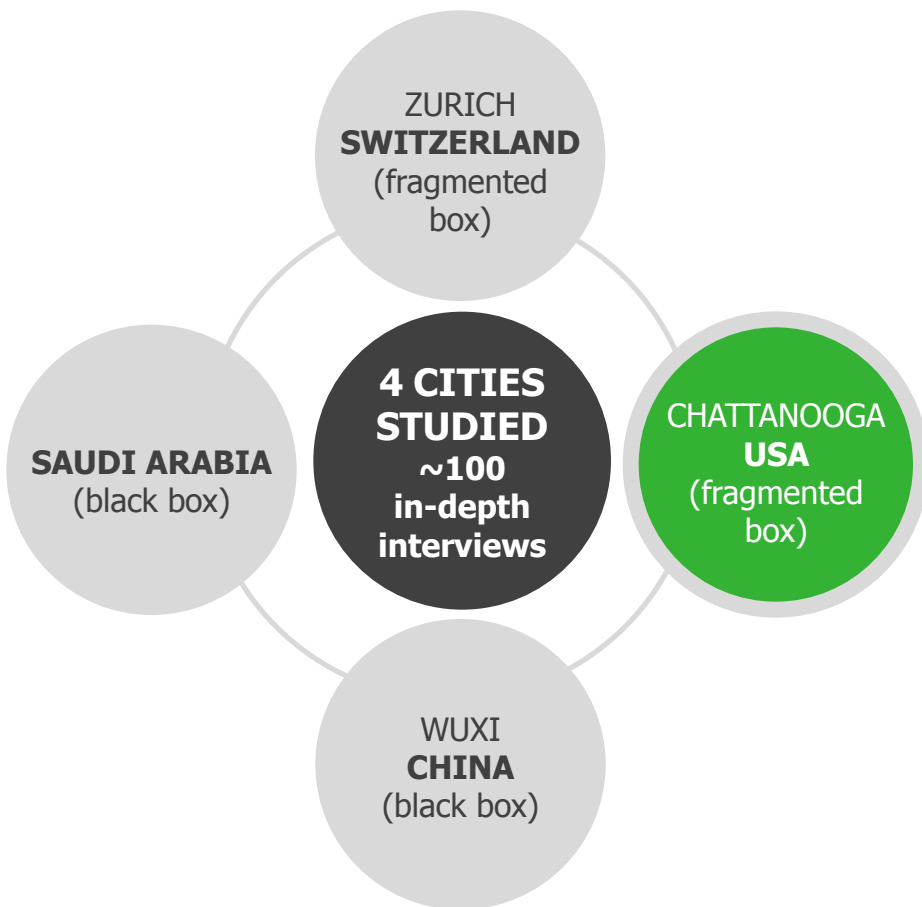 ZURICH
SWITZERLAND
(fragmented
box)
SAUDI ARABIA
(black box)
4 CITIES
STUDIED
~100
in-depth
interviews
CHATTANOOGA
USA
(fragmented
box)
WUXI
CHINA
(black box)